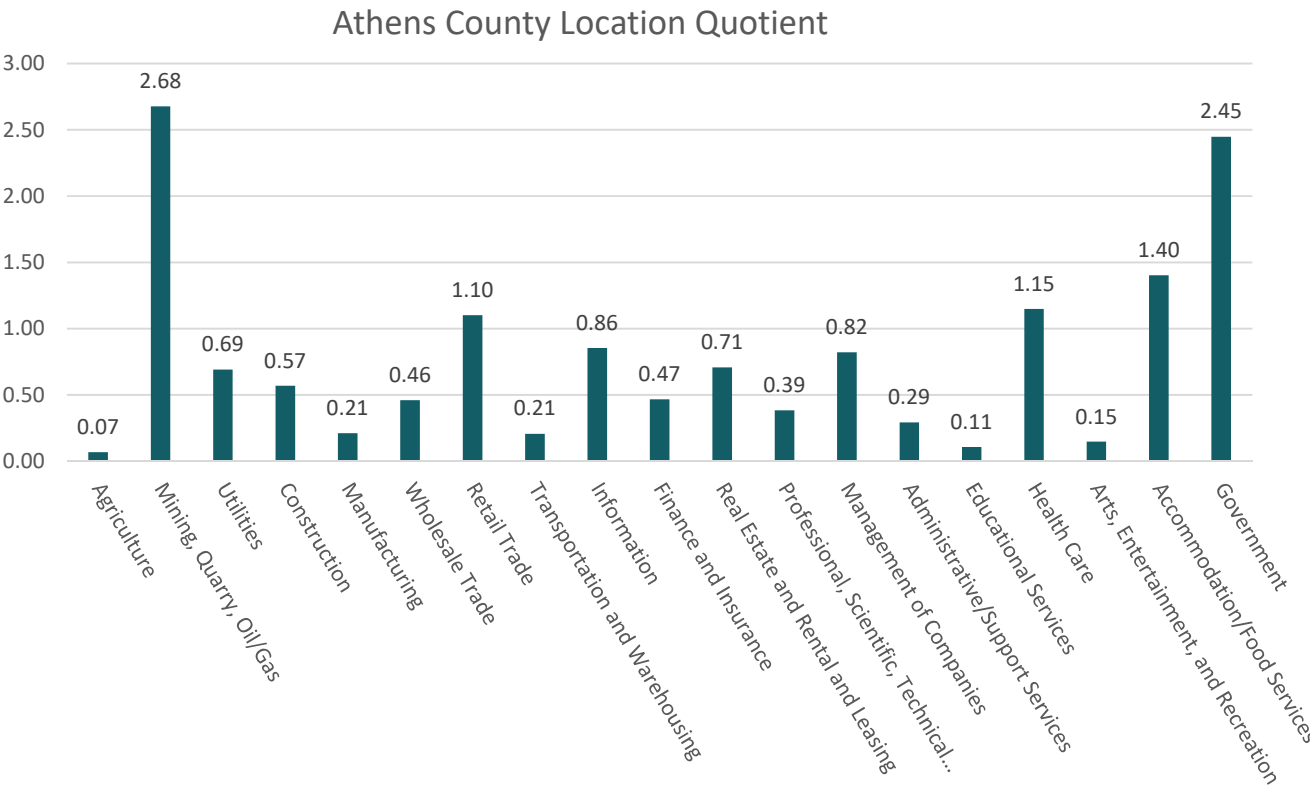 Athens County Location Quotient
3.00
2.50
2.00
1.50
1.00
0.50
0.00
0.07
2.68
0.69
0.57
0.21
0.46
1.10
0.21
0.86
0.47
0.71
0.39
0.82
0.29
0.11
1.15
0.15
1.40
2.45
Agriculture
Mining, Quarry, Oil/Gas
Utilities
Construction
Manufacturing
Wholesale Trade
Retail Trade
Transportation and Warehousing
Information
Finance and Insurance
Real Estate and Rental and Leasing
Professional, Scientific, Technical...
Management of Companies
Administrative/Support Services
Educational Services
Health Care
Arts, Entertainment, and Recreation
Accommodation/Food Services
Government